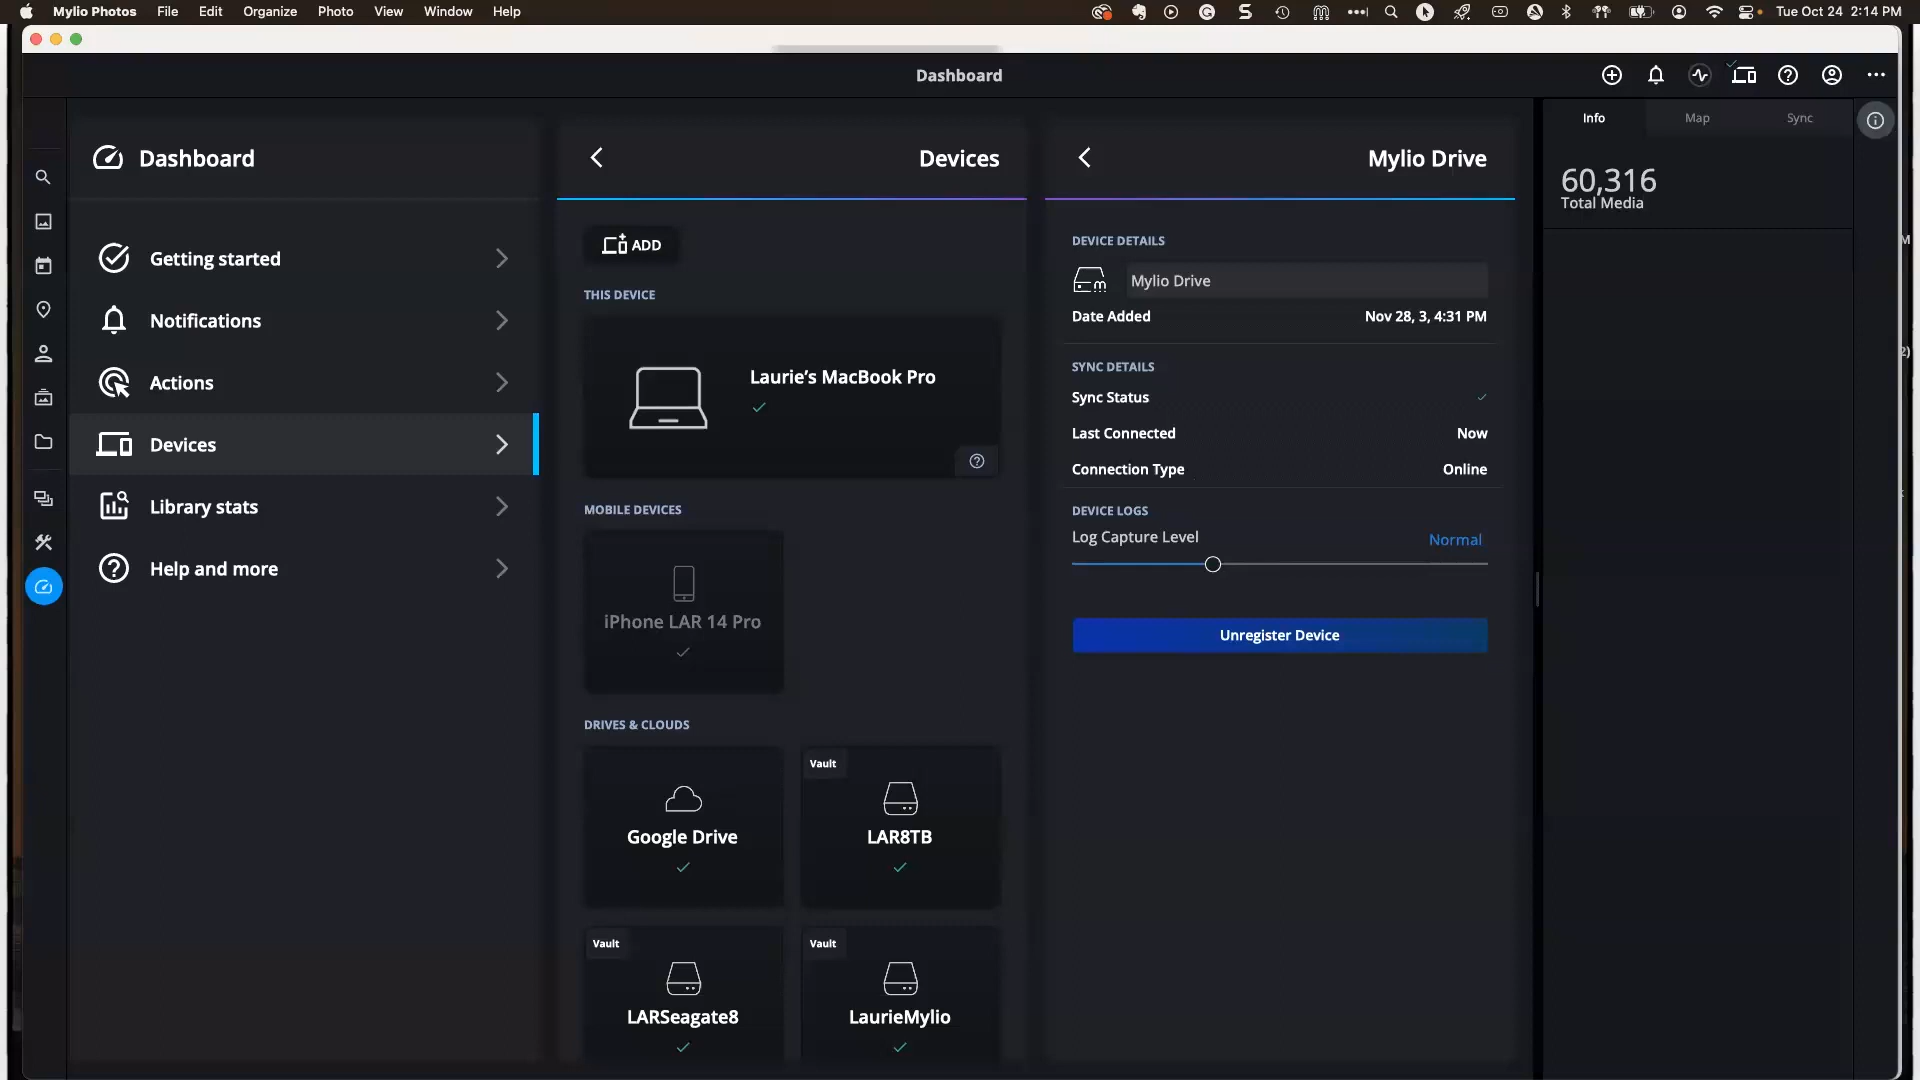 Mylio Photos File Edit Organize Photo View Window Help Tue Oct 24 2:14 PM
Dashboard
Info Map Sync
Dashboard
Getting started
Notifications
Actions
Devices
Library stats
Help and more
Devices
ADD
THIS DEVICE
Laurie's MacBook Pro
MOBILE DEVICES
iPhone LAR 14 Pro
DRIVES & CLOUDS
Google Drive
Vault
LAR8TB
Vault
LARSeagate8
Vault
LaurieMylio
Mylio Drive
DEVICE DETAILS
Mylio Drive
Date Added Nov 28, 3, 4:31 PM
SYNC DETAILS
Sync Status
Last Connected Now
Connection Type Online
DEVICE LOGS
Log Capture Level Normal
Unregister Device
60,316
Total Media